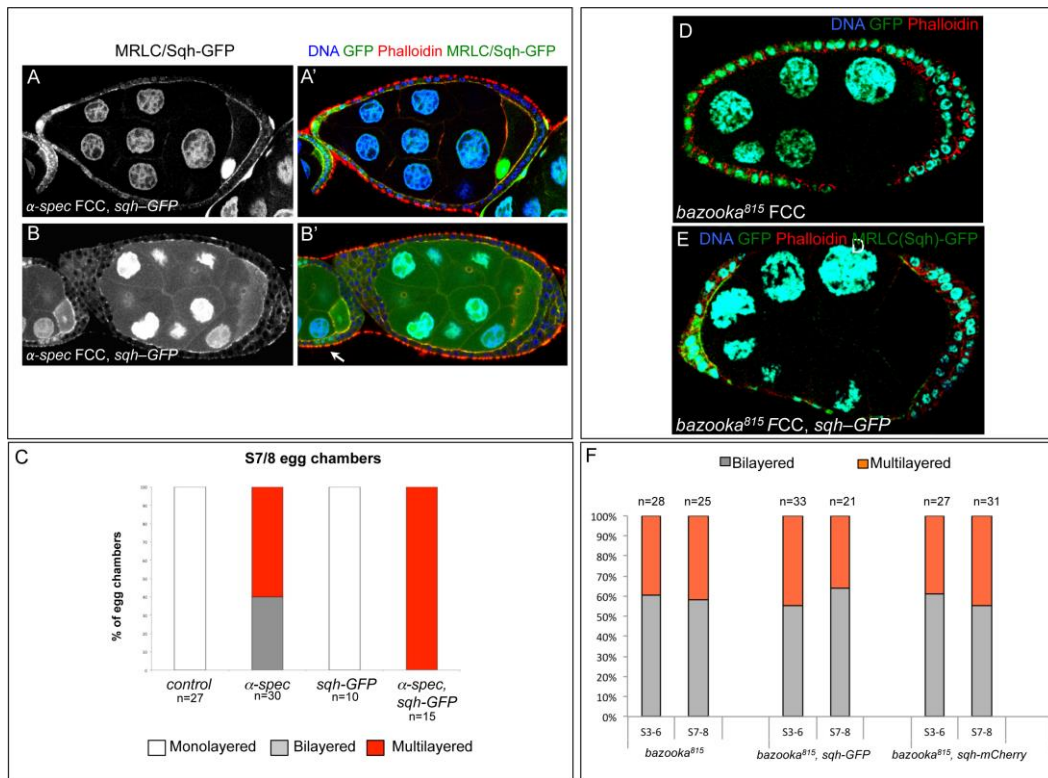 MRLC/Sqh-GFP
DNA GFP Phalloidin MRLC/Sqh-GFP
A
A'
α-spec FCC, sqh–GFP
B
B'
α-spec FCC, sqh–GFP
C
S7/8 egg chambers
% of egg chambers
control
n=27
α-spec
n=30
sqh-GFP
n=10
α-spec,
sqh-GFP
n=15
Monolayered
Bilayered
Multilayered
D
DNA GFP Phalloidin
bazooka⁸¹⁵ FCC
E
DNA GFP Phalloidin MRLC(Sqh)-GFP
D
bazooka⁸¹⁵ FCC, sqh–GFP
F
Bilayered
Multilayered
n=28 n=25 n=33 n=21 n=27 n=31
100%
90%
80%
70%
60%
50%
40%
30%
20%
10%
0%
S3-6 S7-8 S3-6 S7-8 S3-6 S7-8
bazooka⁸¹⁵ bazooka⁸¹⁵, sqh-GFP bazooka⁸¹⁵, sqh-mCherry